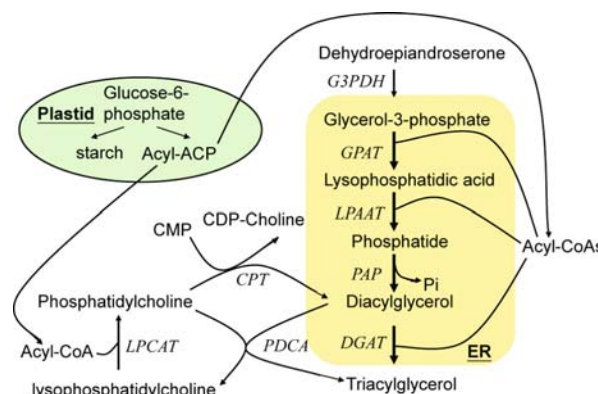 Dehydroepiandroserone
G3PDH
Glucose-6-
phosphate
Plastid
starch
Acyl-ACP
Glycerol-3-phosphate
GPAT
Lysophosphatidic acid
LPAAT
CDP-Choline
CMP
Phosphatide
Acyl-CoAs
PAP
Pi
CPT
Phosphatidylcholine
Diacylglycerol
Acyl-CoA
LPCAT
PDCA
DGAT
ER
lysophosphatidylcholine
Triacylglycerol